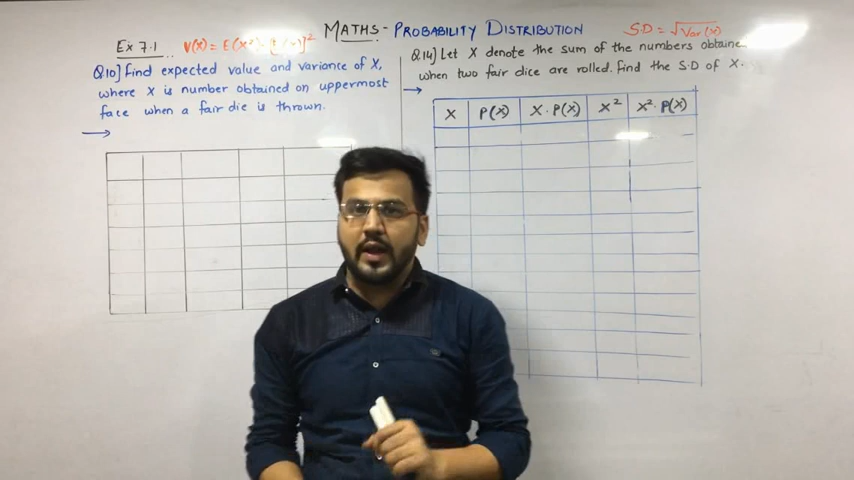 MATHS - PROBABILITY DISTRIBUTION
Ex 7.1
V(X) = E(X²) - [E(X)]²
S.D = √Var(X)
Q10] Find expected value and variance of X,
where X is number obtained on uppermost
face when a fair die is thrown.
→
Q14] Let X denote the sum of the numbers obtaine
when two fair dice are rolled. Find the S.D of X.
→
X P(X) X·P(X) X² X²·P(X)